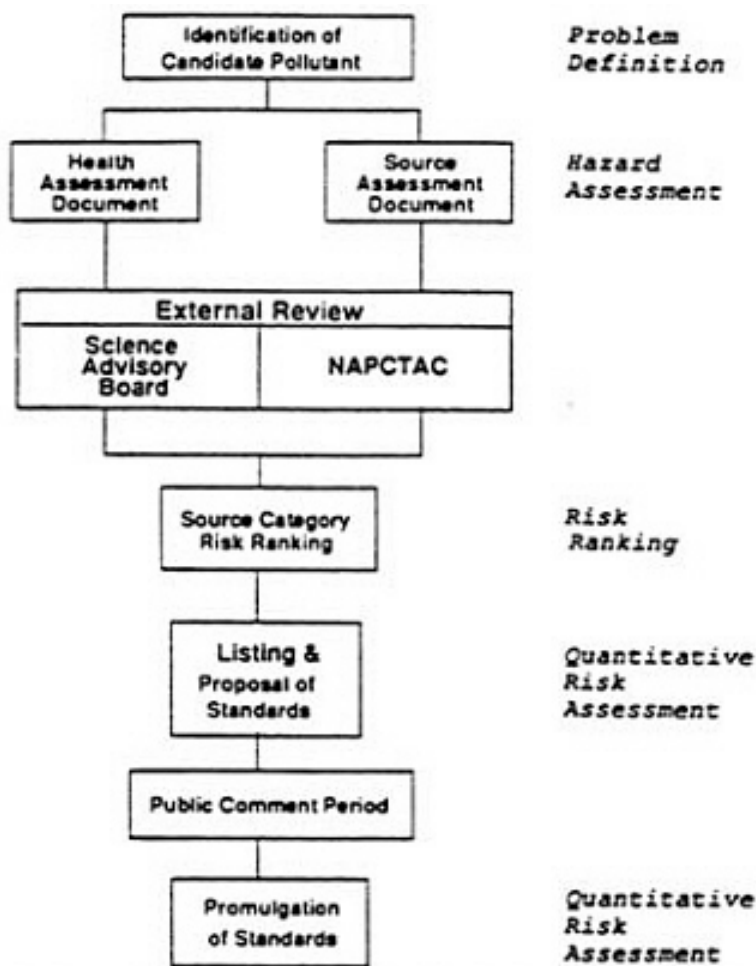 Identification of
Candidate Pollutant
Problem
Definition
Health
Assessment
Document
Source
Assessment
Document
Hazard
Assessment
External Review
Science
Advisory
Board
NAPCTAC
Source Category
Risk Ranking
Risk
Ranking
Listing &
Proposal of
Standards
Quantitative
Risk
Assessment
Public Comment Period
Promulgation
of Standards
Quantitative
Risk
Assessment